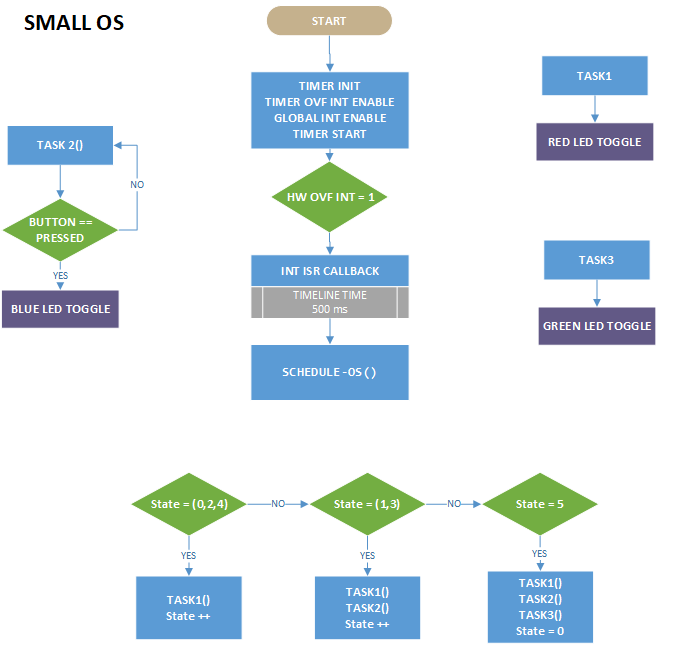 SMALL OS
START
TIMER INIT
TIMER OVF INT ENABLE
GLOBAL INT ENABLE
TIMER START
HW OVF INT = 1
INT ISR CALLBACK
TIMELINE TIME
500 ms
SCHEDULE -OS ( )
TASK 2()
NO
BUTTON ==
PRESSED
YES
BLUE LED TOGGLE
TASK1
RED LED TOGGLE
TASK3
GREEN LED TOGGLE
State = (0,2,4)
NO
State = (1,3)
NO
State = 5
YES
YES
YES
TASK1()
State ++
TASK1()
TASK2()
State ++
TASK1()
TASK2()
TASK3()
State = 0